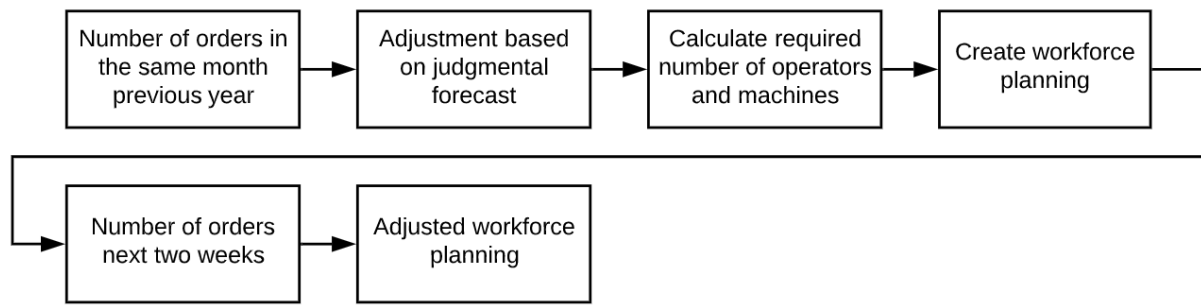 Number of orders in
the same month
previous year
Adjustment based
on judgmental
forecast
Calculate required
number of operators
and machines
Create workforce
planning
Number of orders
next two weeks
Adjusted workforce
planning